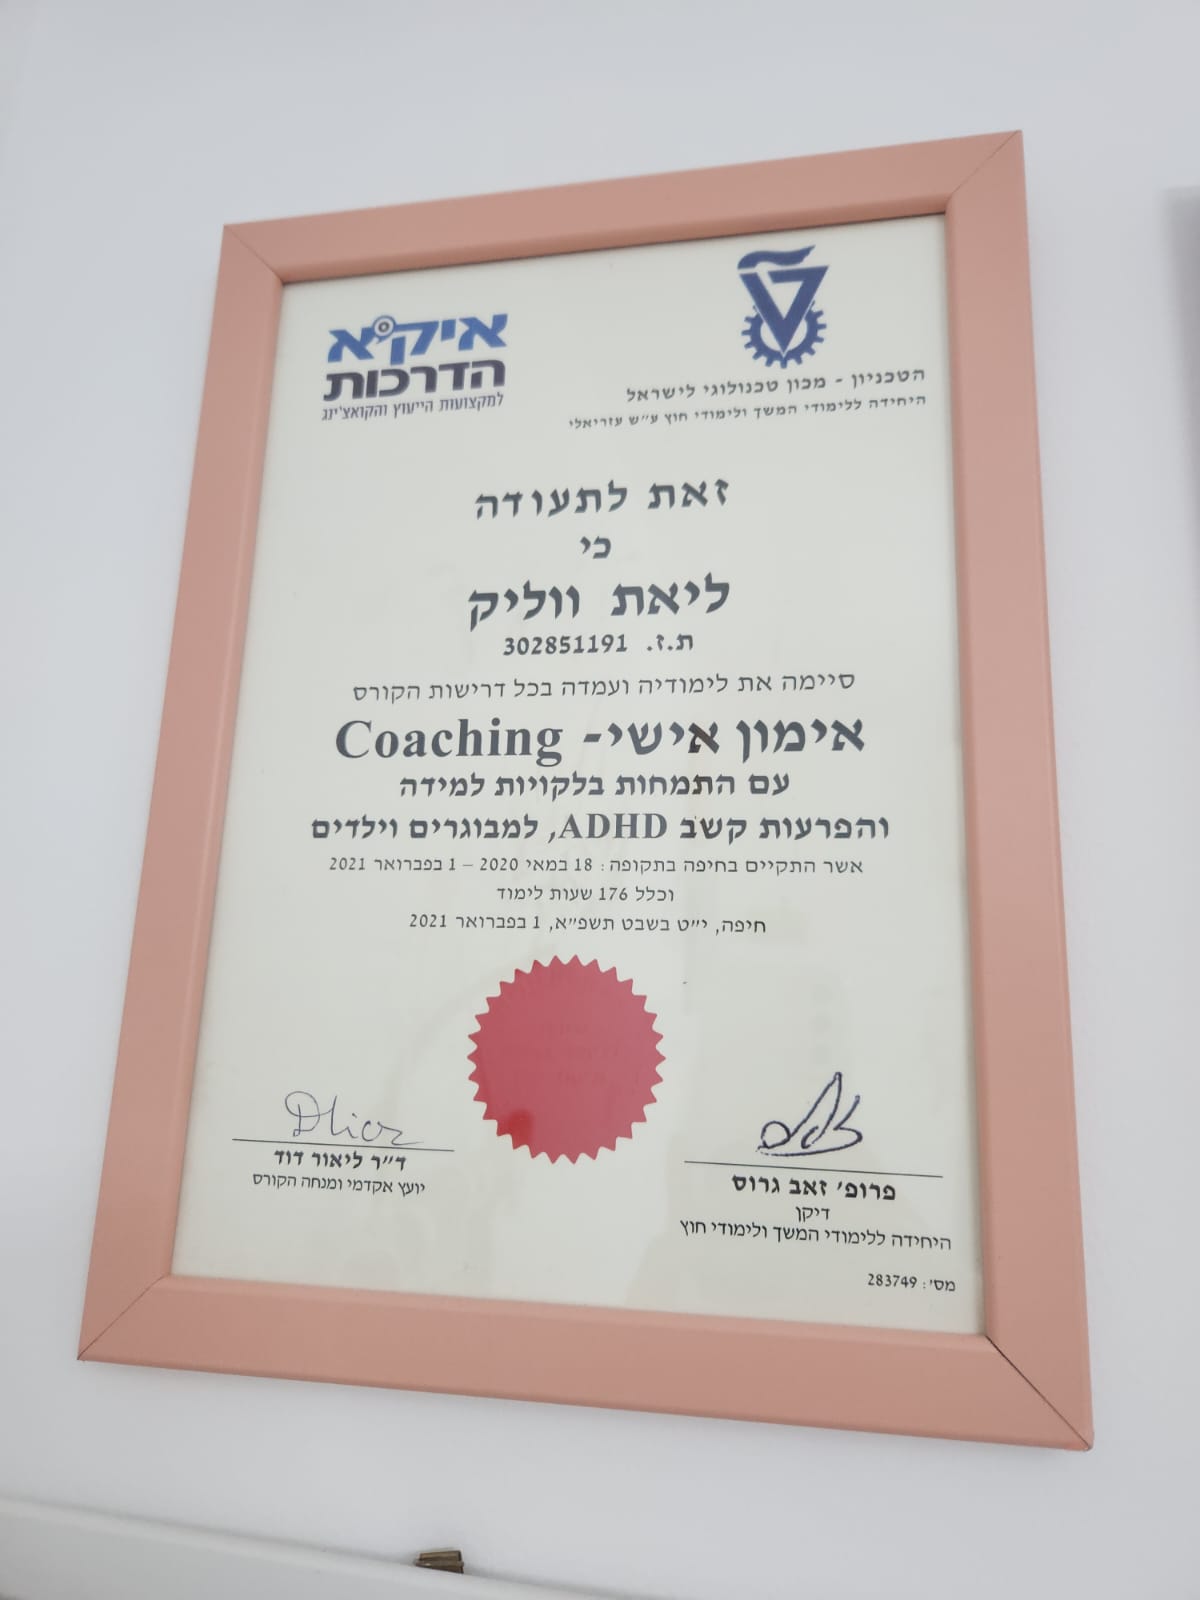 הטכניון - מכון טכנולוגי לישראל
היחידה ללימודי המשך ולימודי חוץ ע״ש עזריאלי
איק״א
הדרכות
למקצועות הייעוץ והקואצ'ינג
זאת לתעודה
כי
ליאת ווליק
ת.ז. 302851191
סיימה את לימודיה ועמדה בכל דרישות הקורס
אימון אישי- Coaching
עם התמחות בלקויות למידה
והפרעות קשב ADHD, למבוגרים וילדים
אשר התקיים בחיפה בתקופה: 18 במאי 2020 – 1 בפברואר 2021
וכלל 176 שעות לימוד
חיפה, י״ט בשבט תשפ״א, 1 בפברואר 2021
פרופ' זאב גרוס
דיקן
היחידה ללימודי המשך ולימודי חוץ
DLior
ד״ר ליאור דוד
יועץ אקדמי ומנחה הקורס
מס': 283749